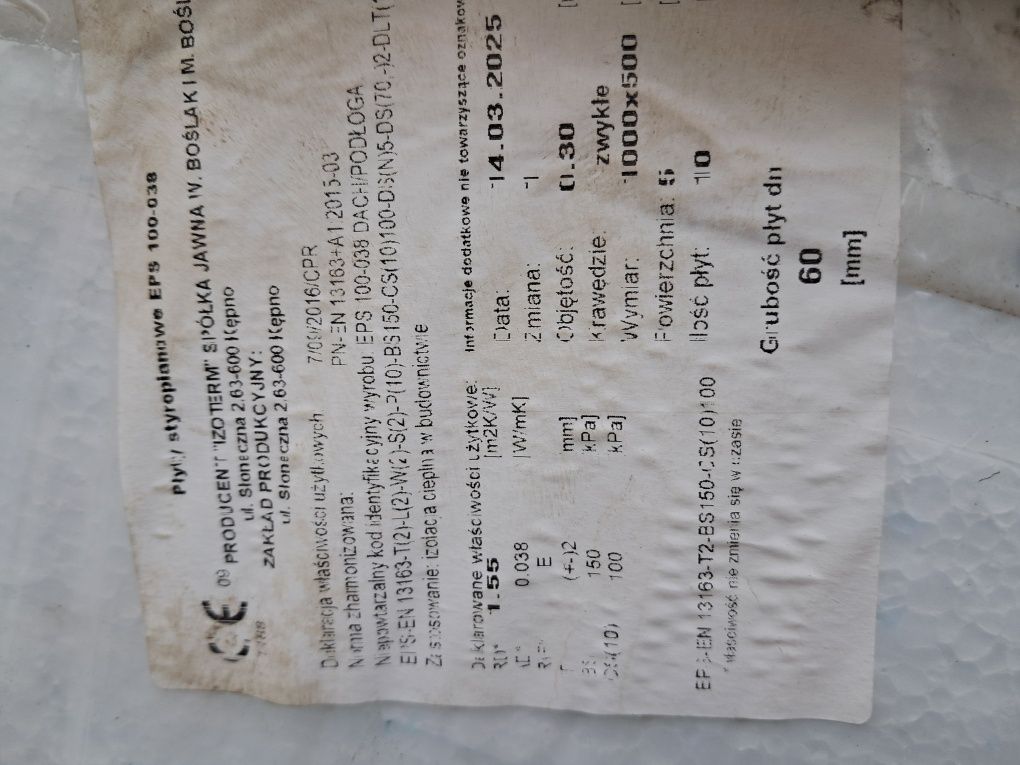 Płyty styropianowe EPS 100-038
CE 09
PRODUCENT "IZOTERM" SPÓŁKA JAWNA W. BOŚLAK I M. BOŚL
ul. Słoneczna 2,63-600 Kępno
ZAKŁAD PRODUKCYJNY:
ul. Słoneczna 2,63-600 Kępno
Deklaracja właściwości użytkowych
Norma zharmonizowana: PN-EN 13163+A1:2015-03
Niepowtarzalny kod identyfikacyjny wyrobu: EPS 100-038 DACH/PODŁOGA
EPS-EN 13163-T(2)-L(2)-W(2)-S(2)-P(10)-BS150-CS(10)100-DS(N)5-DS(70,-)2-DLT(1
Zastosowanie: izolacja cieplna w budownictwie
Deklarowane właściwości użytkowe:
RD* 1.55 [m2K/W]
0.038 [W/mK]
E
T (+-)2 [mm]
BS 150 [kPa]
CS(10) 100 [kPa]
EPS-EN 13163-T2-BS150-CS(10)100
*właściwość nie zmienia się w czasie
Informacje dodatkowe nie towarzyszące oznakow
Data: 14.03.2025
Zmiana: 1
Objętość: 0.30
Krawędzie: zwykłe
Wymiar: 1000x500
Powierzchnia: 5
Ilość płyt: 10
Grubość płyt dn
60
[mm]